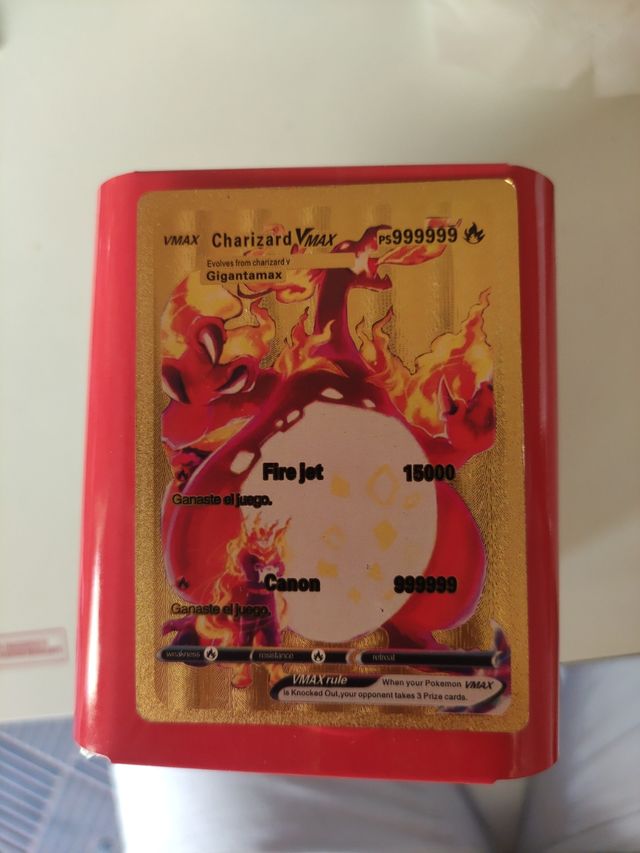 VMAX Charizard VMAX PS999999
Evolves from charizard v
Gigantamax
Fire jet 15000
Ganaste el juego.
Canon 999999
Ganaste el juego.
weakness resistance retreat
VMAX rule When your Pokemon VMAX
is Knocked Out,your opponent takes 3 Prize cards.